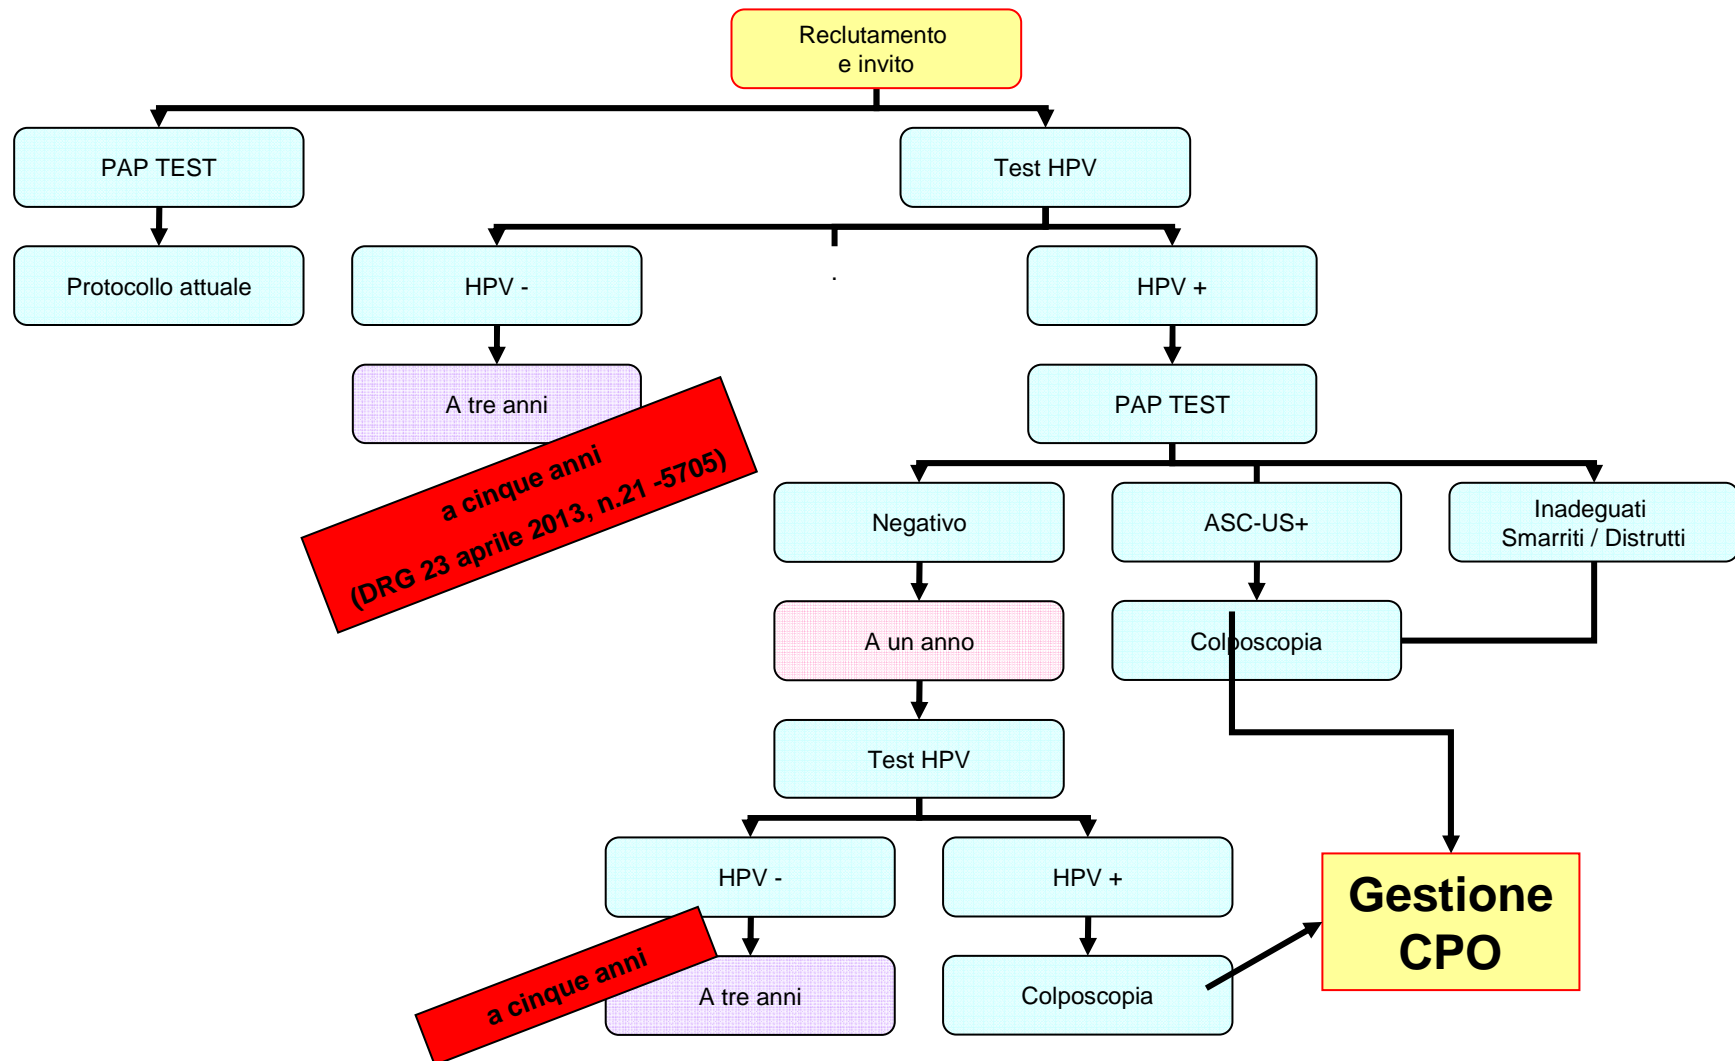 Reclutamento
e invito
PAP TEST
Test HPV
Protocollo attuale
HPV -
.
HPV +
A tre anni
PAP TEST
a cinque anni
(DRG 23 aprile 2013, n.21 -5705)
Negativo
ASC-US+
Inadeguati
Smarriti / Distrutti
A un anno
Colposcopia
Test HPV
HPV -
HPV +
Gestione
CPO
a cinque anni
A tre anni
Colposcopia